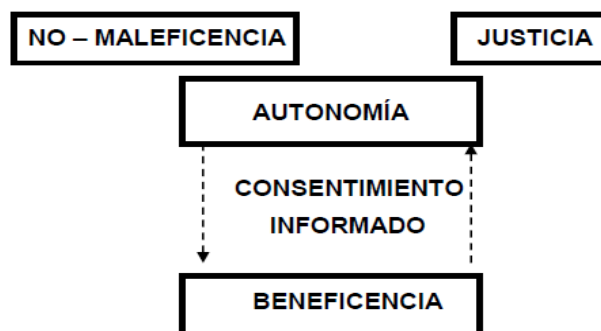 NO – MALEFICENCIA
JUSTICIA
AUTONOMÍA
CONSENTIMIENTO
INFORMADO
BENEFICENCIA